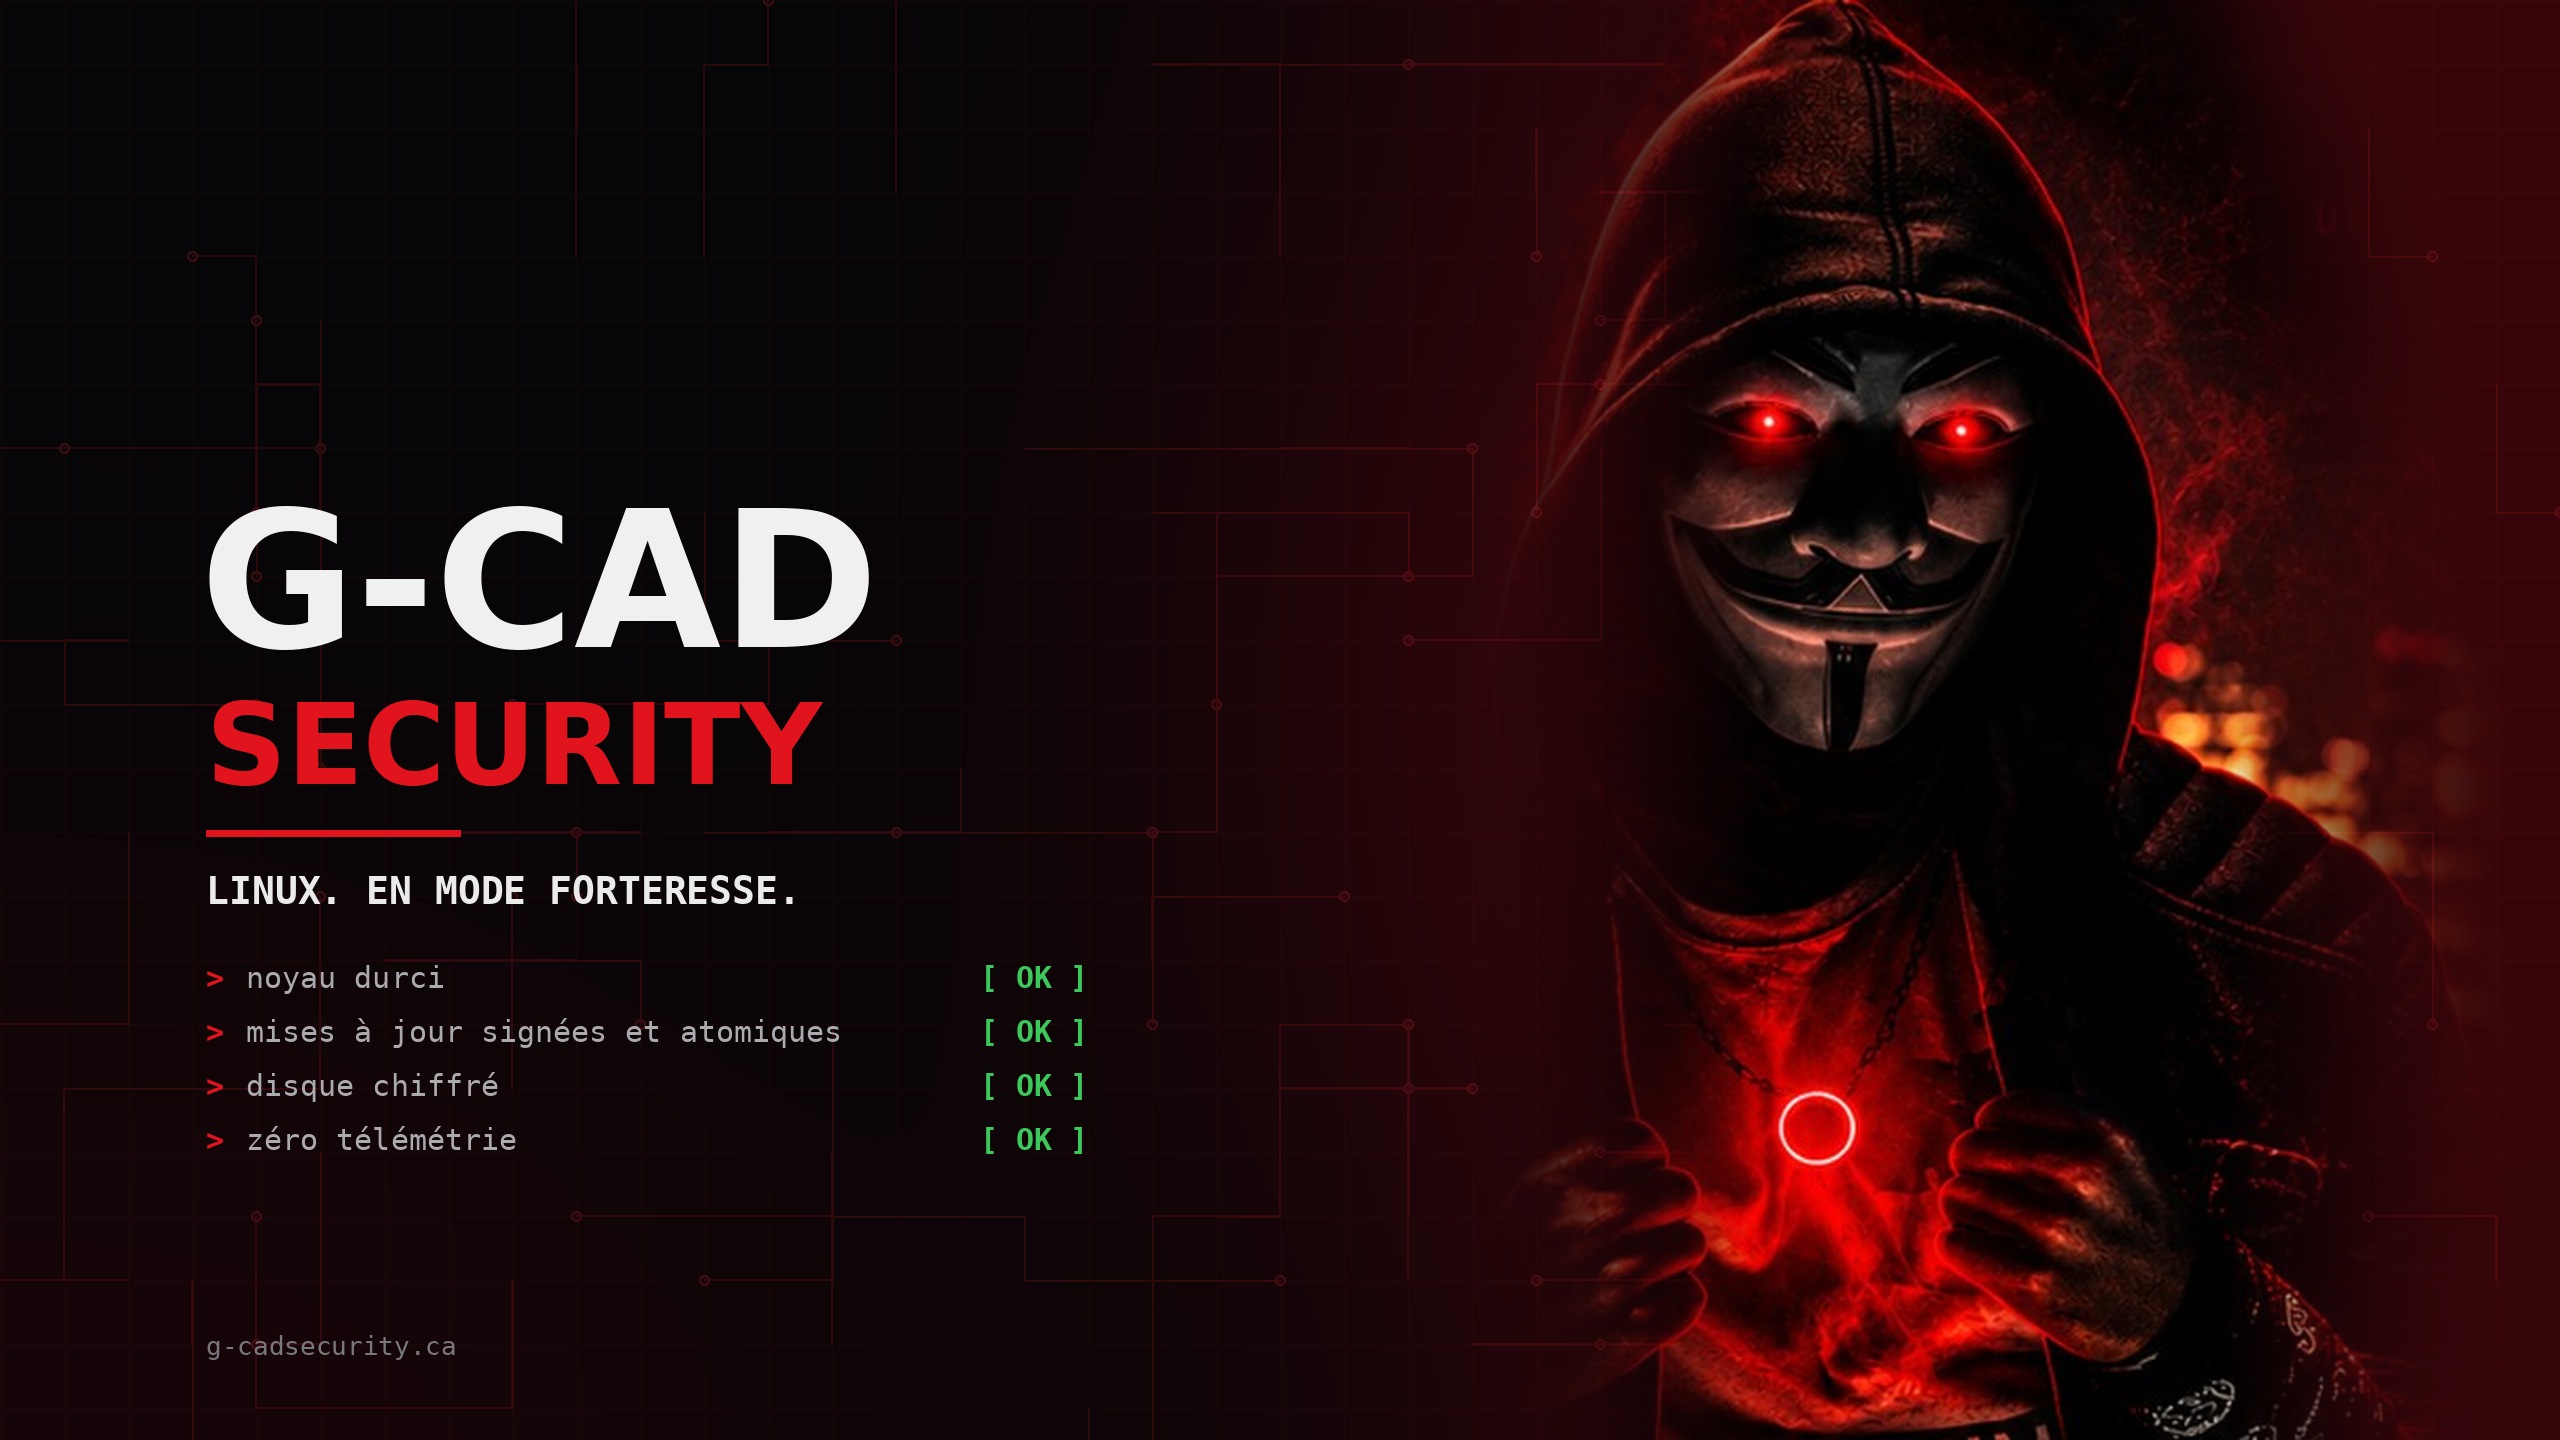 G-CAD
SECURITY
LINUX. EN MODE FORTERESSE.
> noyau durci [ OK ]
> mises à jour signées et atomiques [ OK ]
> disque chiffré [ OK ]
> zéro télémétrie [ OK ]
g-cadsecurity.ca